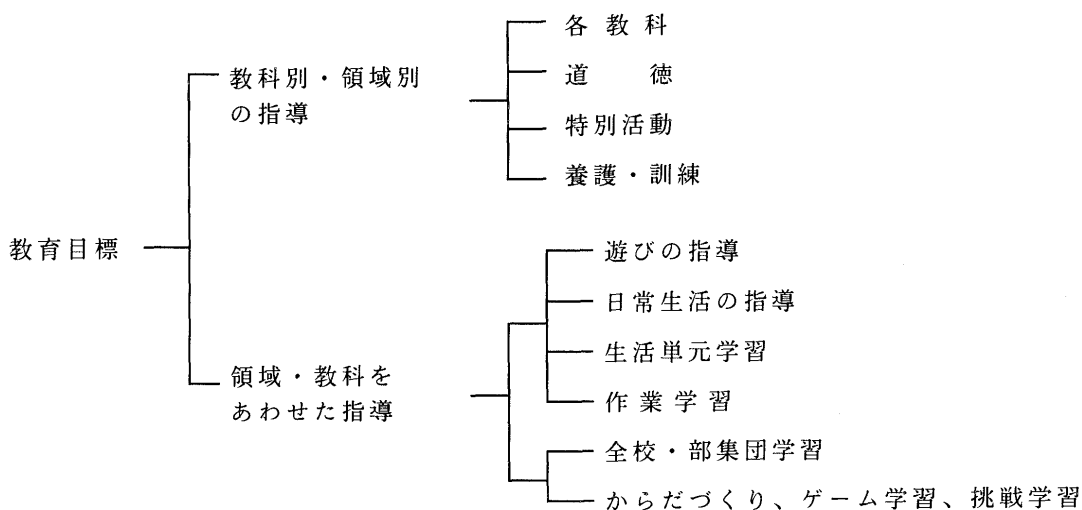 教育目標
教科別・領域別
の指導
各教科
道徳
特別活動
養護・訓練
領域・教科を
あわせた指導
遊びの指導
日常生活の指導
生活単元学習
作業学習
全校・部集団学習
からだづくり、ゲーム学習、挑戦学習